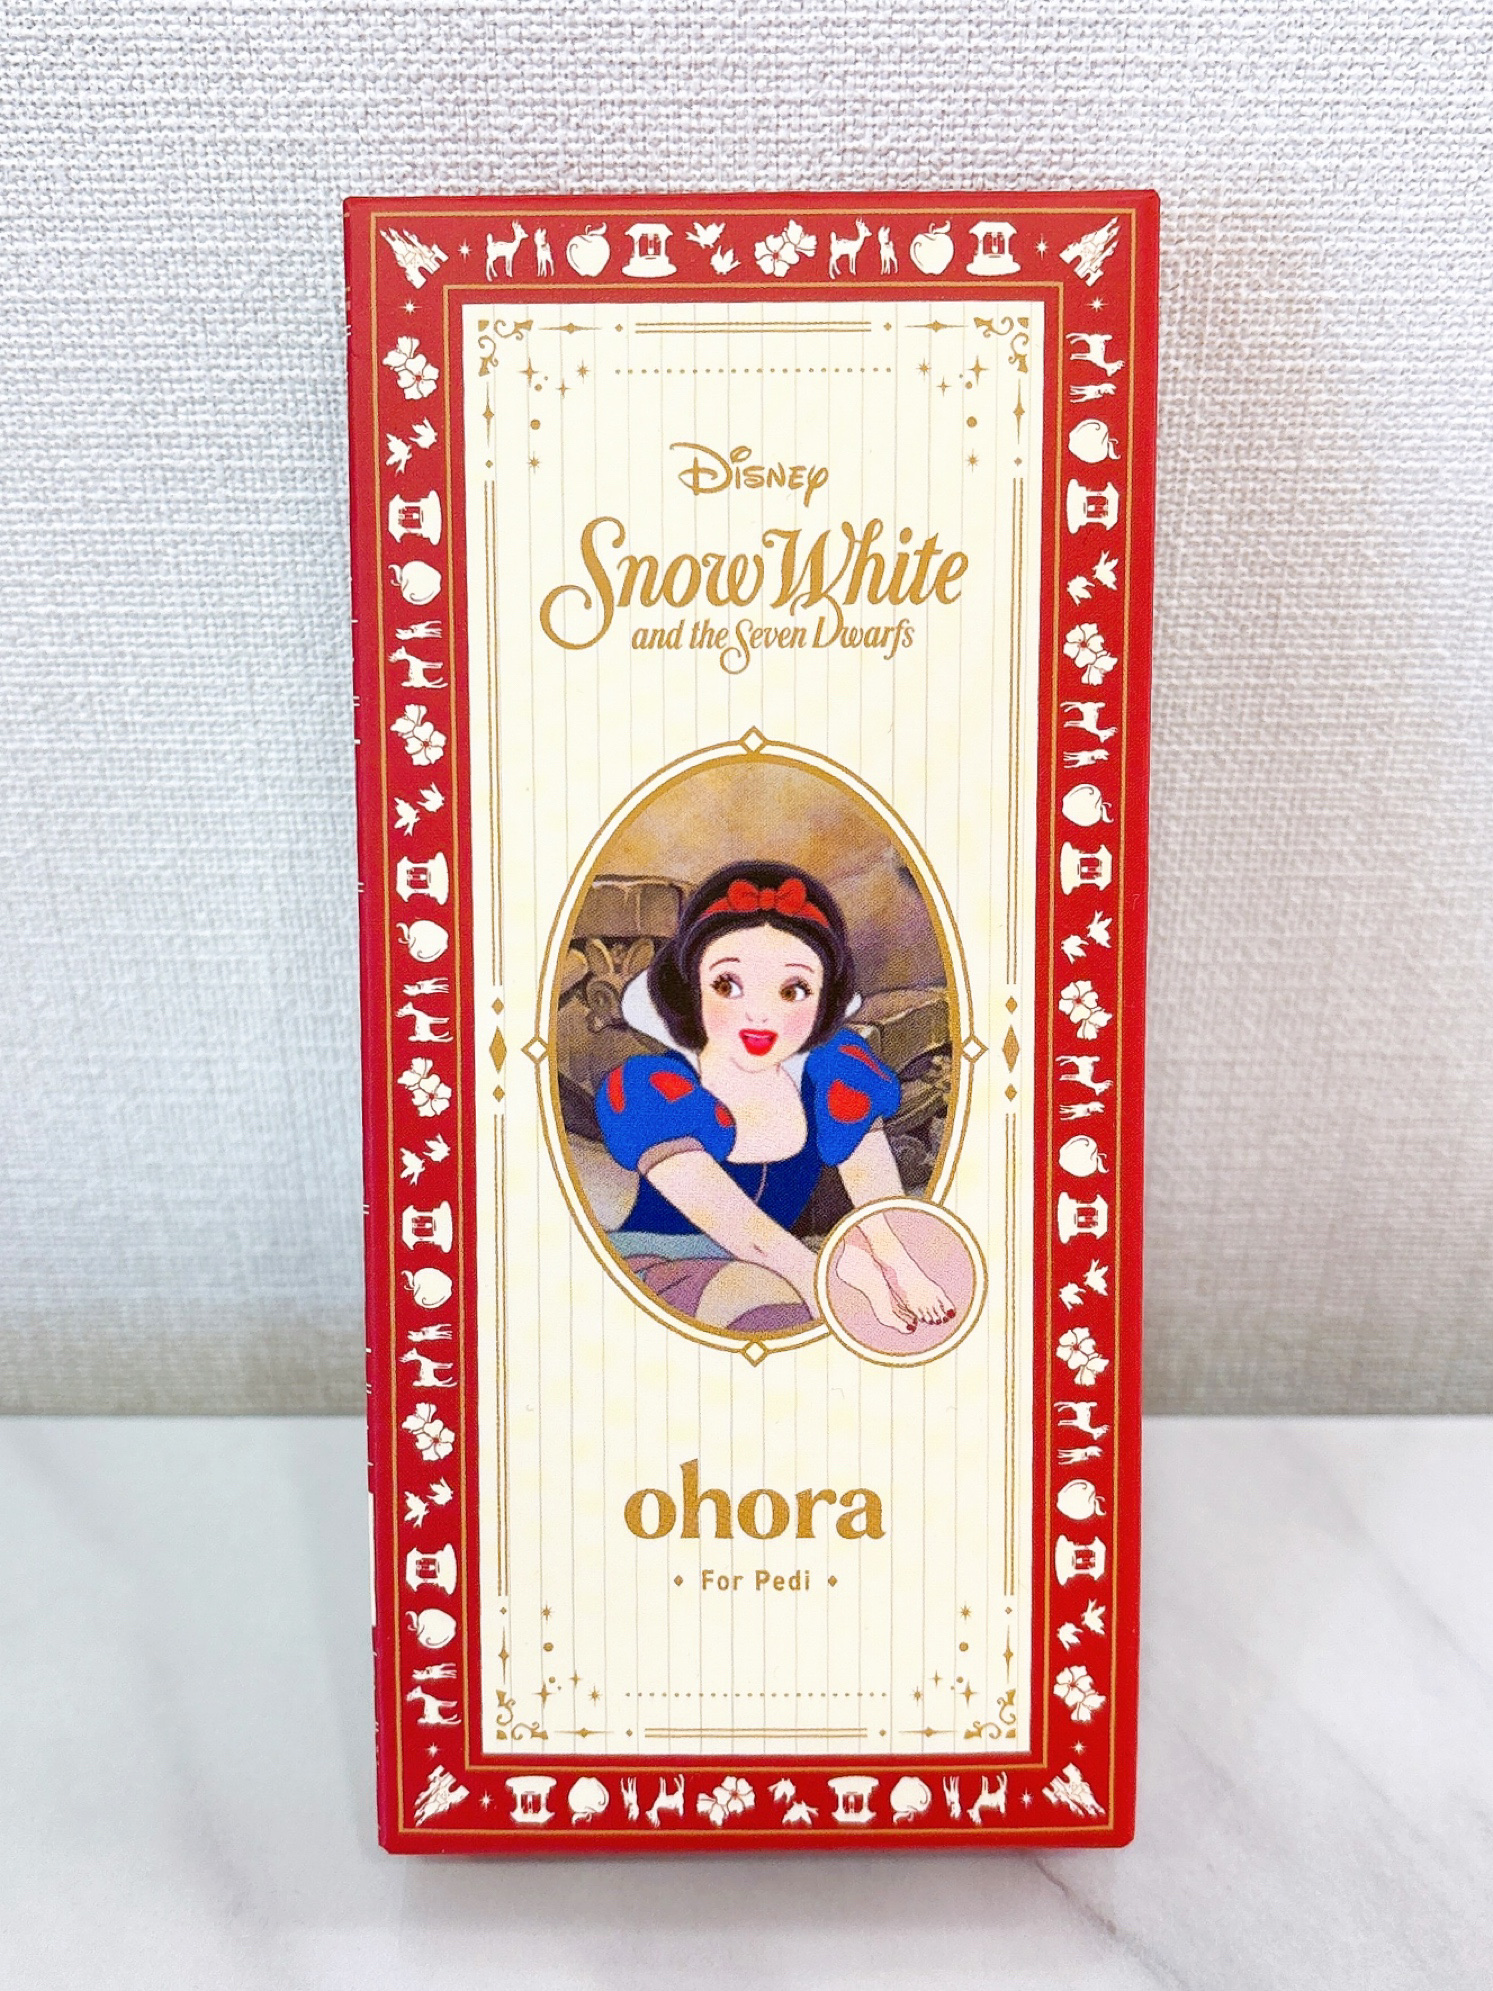 Disney
Snow White
and the Seven Dwarfs
ohora
For Pedi